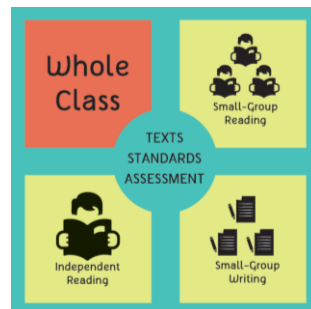 Whole
Class
Small-Group
Reading
TEXTS
STANDARDS
ASSESSMENT
Independent
Reading
Small-Group
Writing